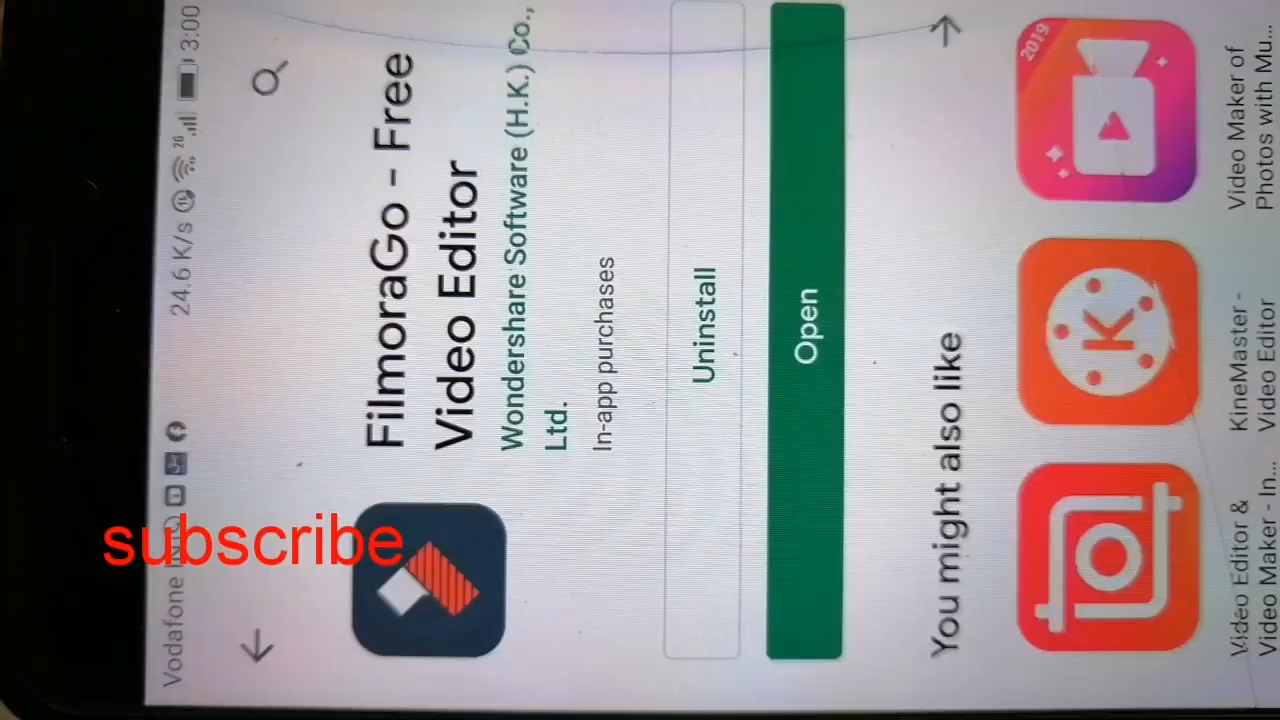 Vodafone IN
24.6 K/s
2G
3:00
FilmoraGo - Free
Video Editor
Wondershare Software (H.K.) Co.,
Ltd.
In-app purchases
Uninstall
Open
You might also like
2019
K
Video Editor &
Video Maker - In...
KineMaster -
Video Editor
Video Maker of
Photos with Mu...
subscribe